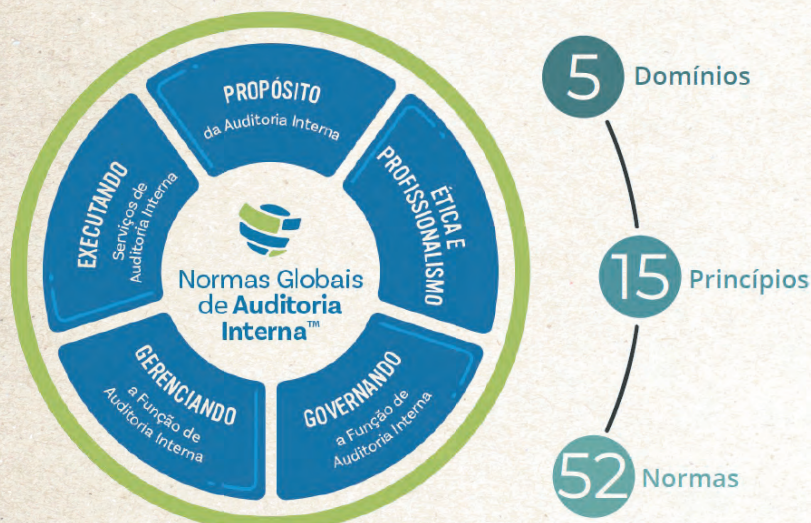 PROPÓSITO
da Auditoria Interna
ÉTICA E
PROFISSIONALISMO
GOVERNANDO
a Função de
Auditoria Interna
GERENCIANDO
a Função de
Auditoria Interna
EXECUTANDO
Serviços de
Auditoria Interna
Normas Globais
de Auditoria
Interna™
5 Domínios
15 Princípios
52 Normas